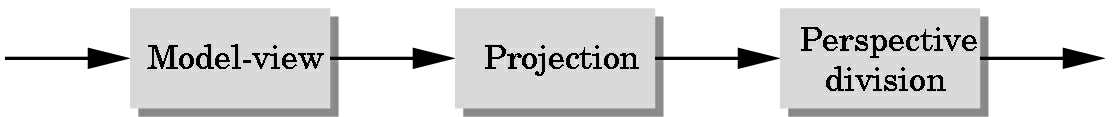 Model-view
Projection
Perspective
division